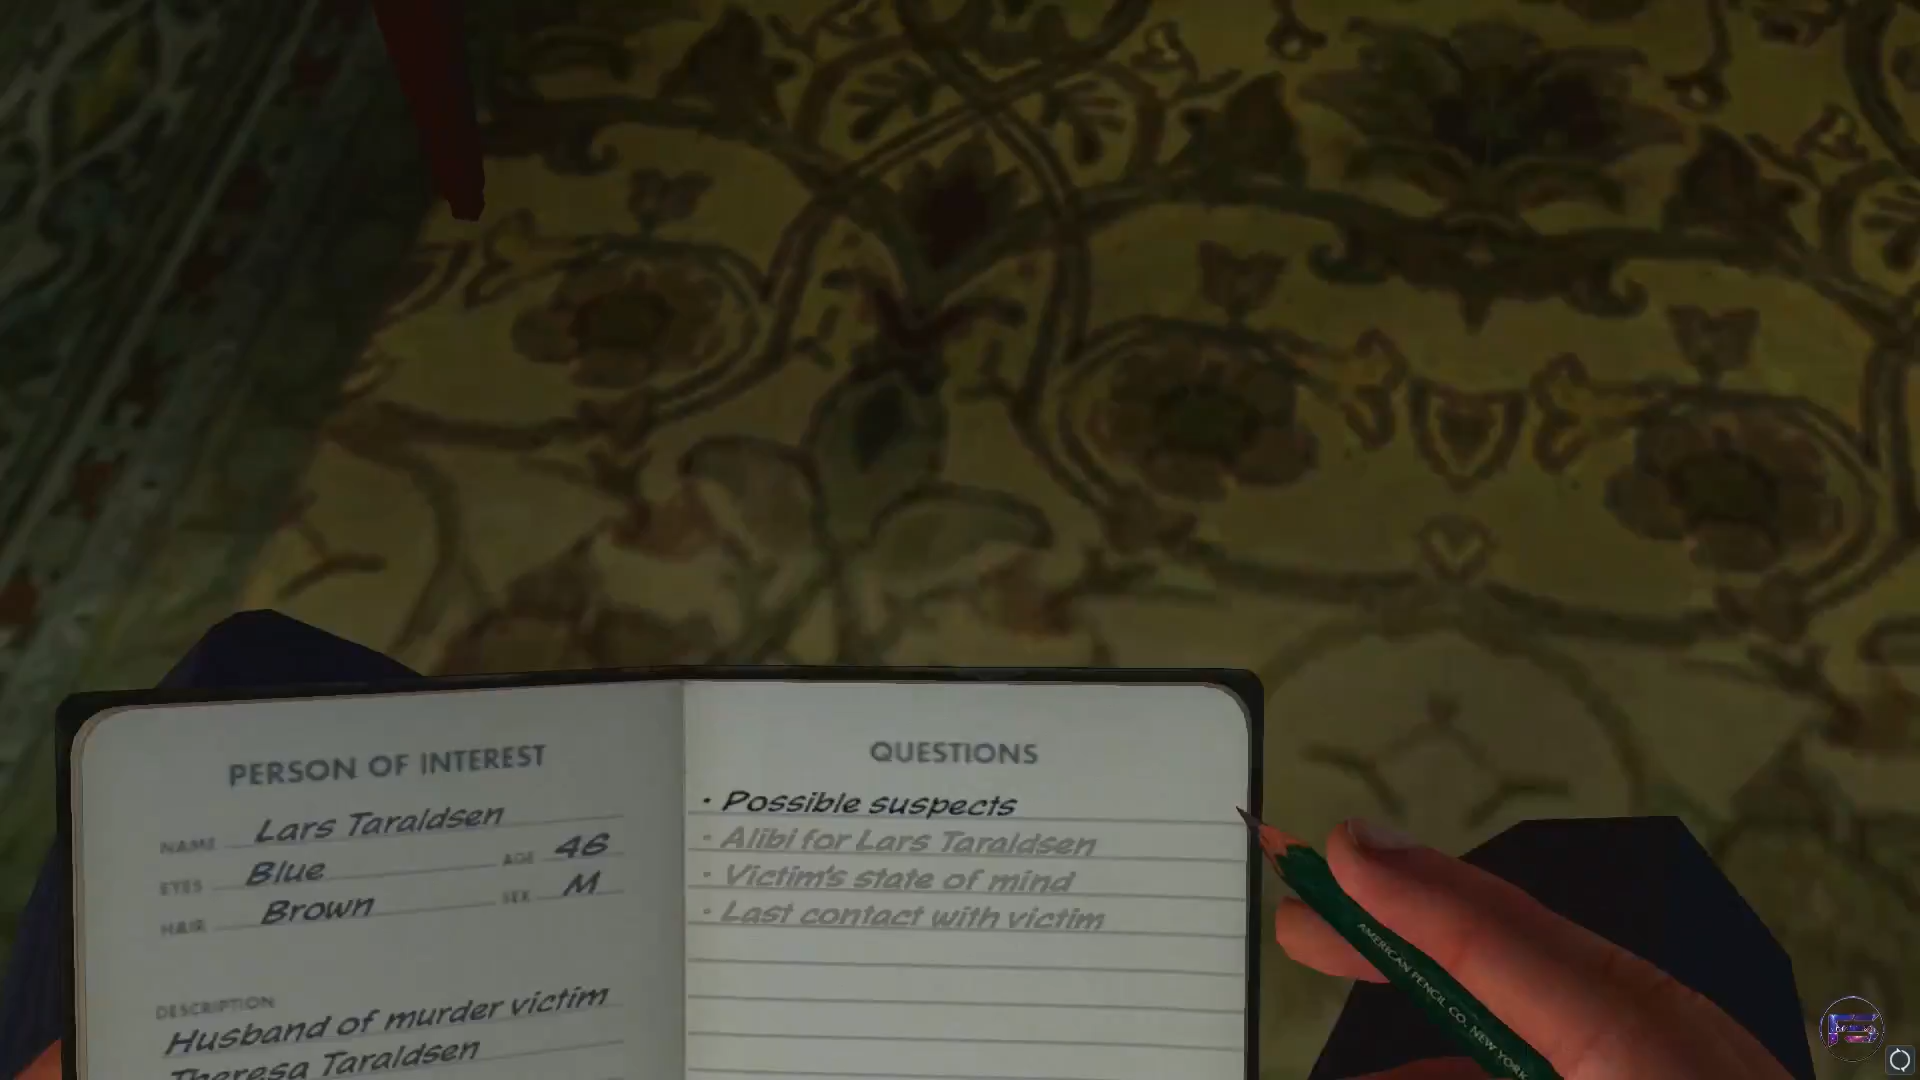 PERSON OF INTEREST
NAME Lars Taraldsen
EYES Blue AGE 46
HAIR Brown SEX M
DESCRIPTION
Husband of murder victim
Theresa Taraldsen
QUESTIONS
• Possible suspects
• Alibi for Lars Taraldsen
• Victim's state of mind
• Last contact with victim
AMERICAN PENCIL CO. NEW YORK